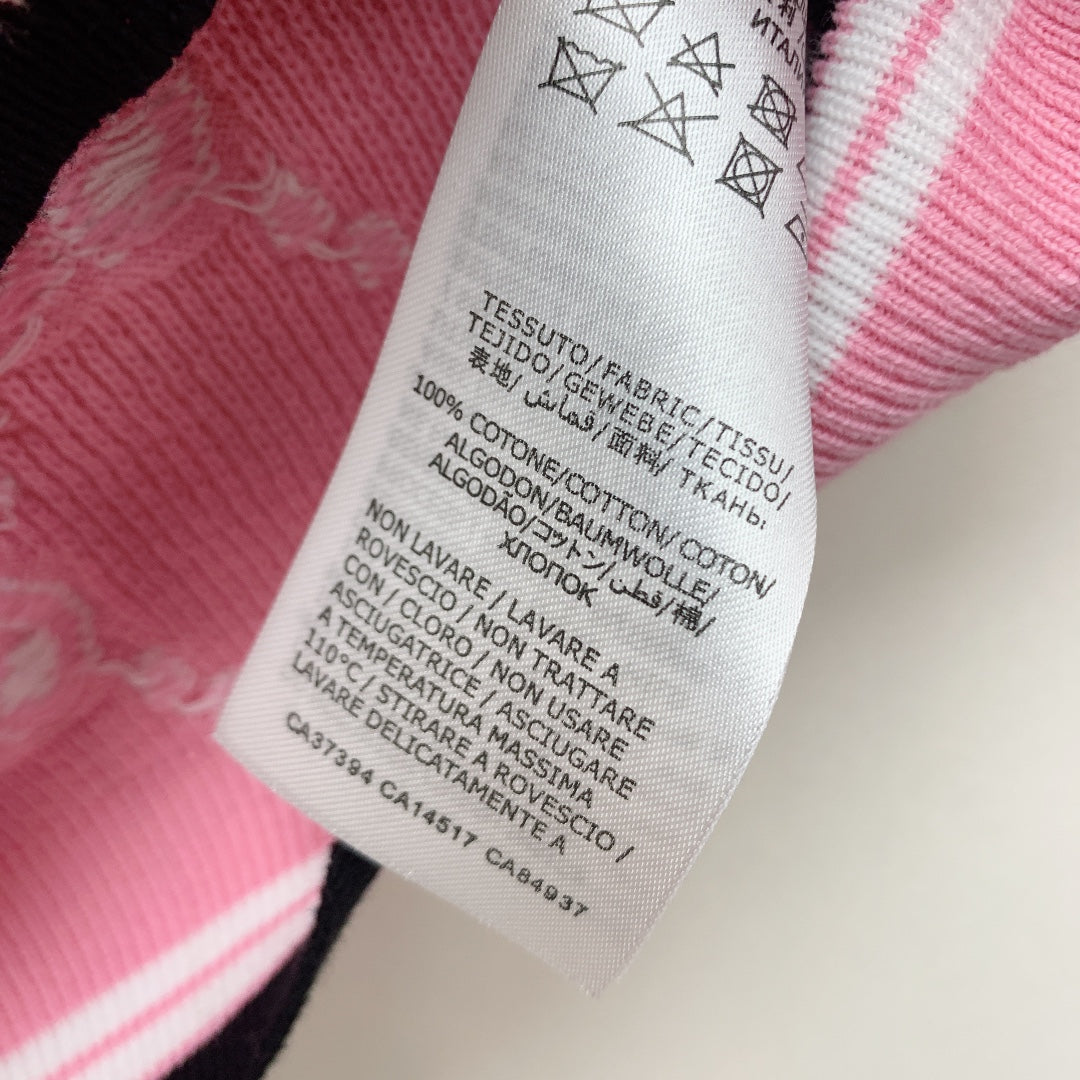 村
ИТАЛИ
TESSUTO/FABRIC/TISSU/
TEJIDO/GEWEBE/TECIDO/
表地/قماش/面料/ ТКАНЬ:
100% COTONE/COTTON/COTON/
ALGODON/BAUMWOLLE/
ALGODÃO/コットン/قطن/棉/
ХЛОПОК
NON LAVARE / LAVARE A
ROVESCIO / NON TRATTARE
CON / CLORO / NON USARE
ASCIUGATRICE / ASCIUGARE
A TEMPERATURA MASSIMA
110°C / STIRARE A ROVESCIO /
LAVARE DELICATAMENTE A
CA37394 CA14517 CA84937